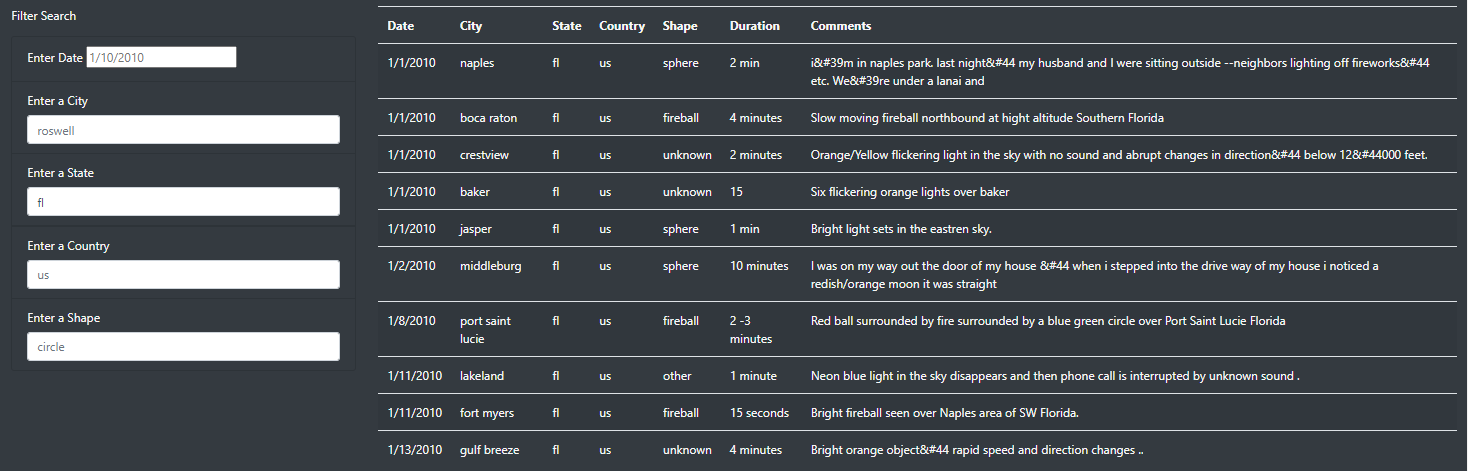 Filter Search
Enter Date 1/10/2010
Enter a City
roswell
Enter a State
fl
Enter a Country
us
Enter a Shape
circle
Date City State Country Shape Duration Comments
1/1/2010 naples fl us sphere 2 min i&#39m in naples park. last night&#44 my husband and I were sitting outside --neighbors lighting off fireworks&#44
etc. We&#39re under a lanai and
1/1/2010 boca raton fl us fireball 4 minutes Slow moving fireball northbound at hight altitude Southern Florida
1/1/2010 crestview fl us unknown 2 minutes Orange/Yellow flickering light in the sky with no sound and abrupt changes in direction&#44 below 12&#44000 feet.
1/1/2010 baker fl us unknown 15 Six flickering orange lights over baker
1/1/2010 jasper fl us sphere 1 min Bright light sets in the eastren sky.
1/2/2010 middleburg fl us sphere 10 minutes I was on my way out the door of my house &#44 when i stepped into the drive way of my house i noticed a
redish/orange moon it was straight
1/8/2010 port saint fl us fireball 2 -3 Red ball surrounded by fire surrounded by a blue green circle over Port Saint Lucie Florida
lucie minutes
1/11/2010 lakeland fl us other 1 minute Neon blue light in the sky disappears and then phone call is interrupted by unknown sound .
1/11/2010 fort myers fl us fireball 15 seconds Bright fireball seen over Naples area of SW Florida.
1/13/2010 gulf breeze fl us unknown 4 minutes Bright orange object&#44 rapid speed and direction changes ..